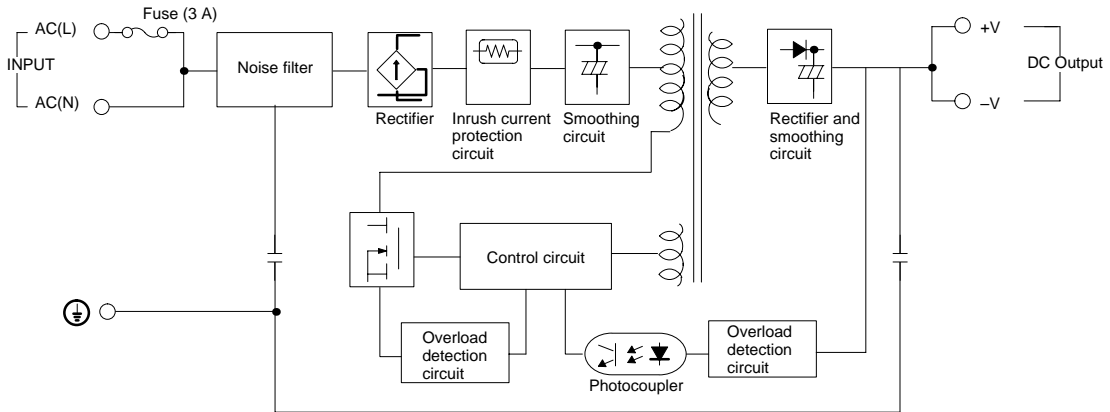 Fuse (3 A)
AC(L)
INPUT
AC(N)
Noise filter
Rectifier
Inrush current
protection
circuit
Smoothing
circuit
Rectifier and
smoothing
circuit
+V
DC Output
–V
Control circuit
Overload
detection
circuit
Photocoupler
Overload
detection
circuit